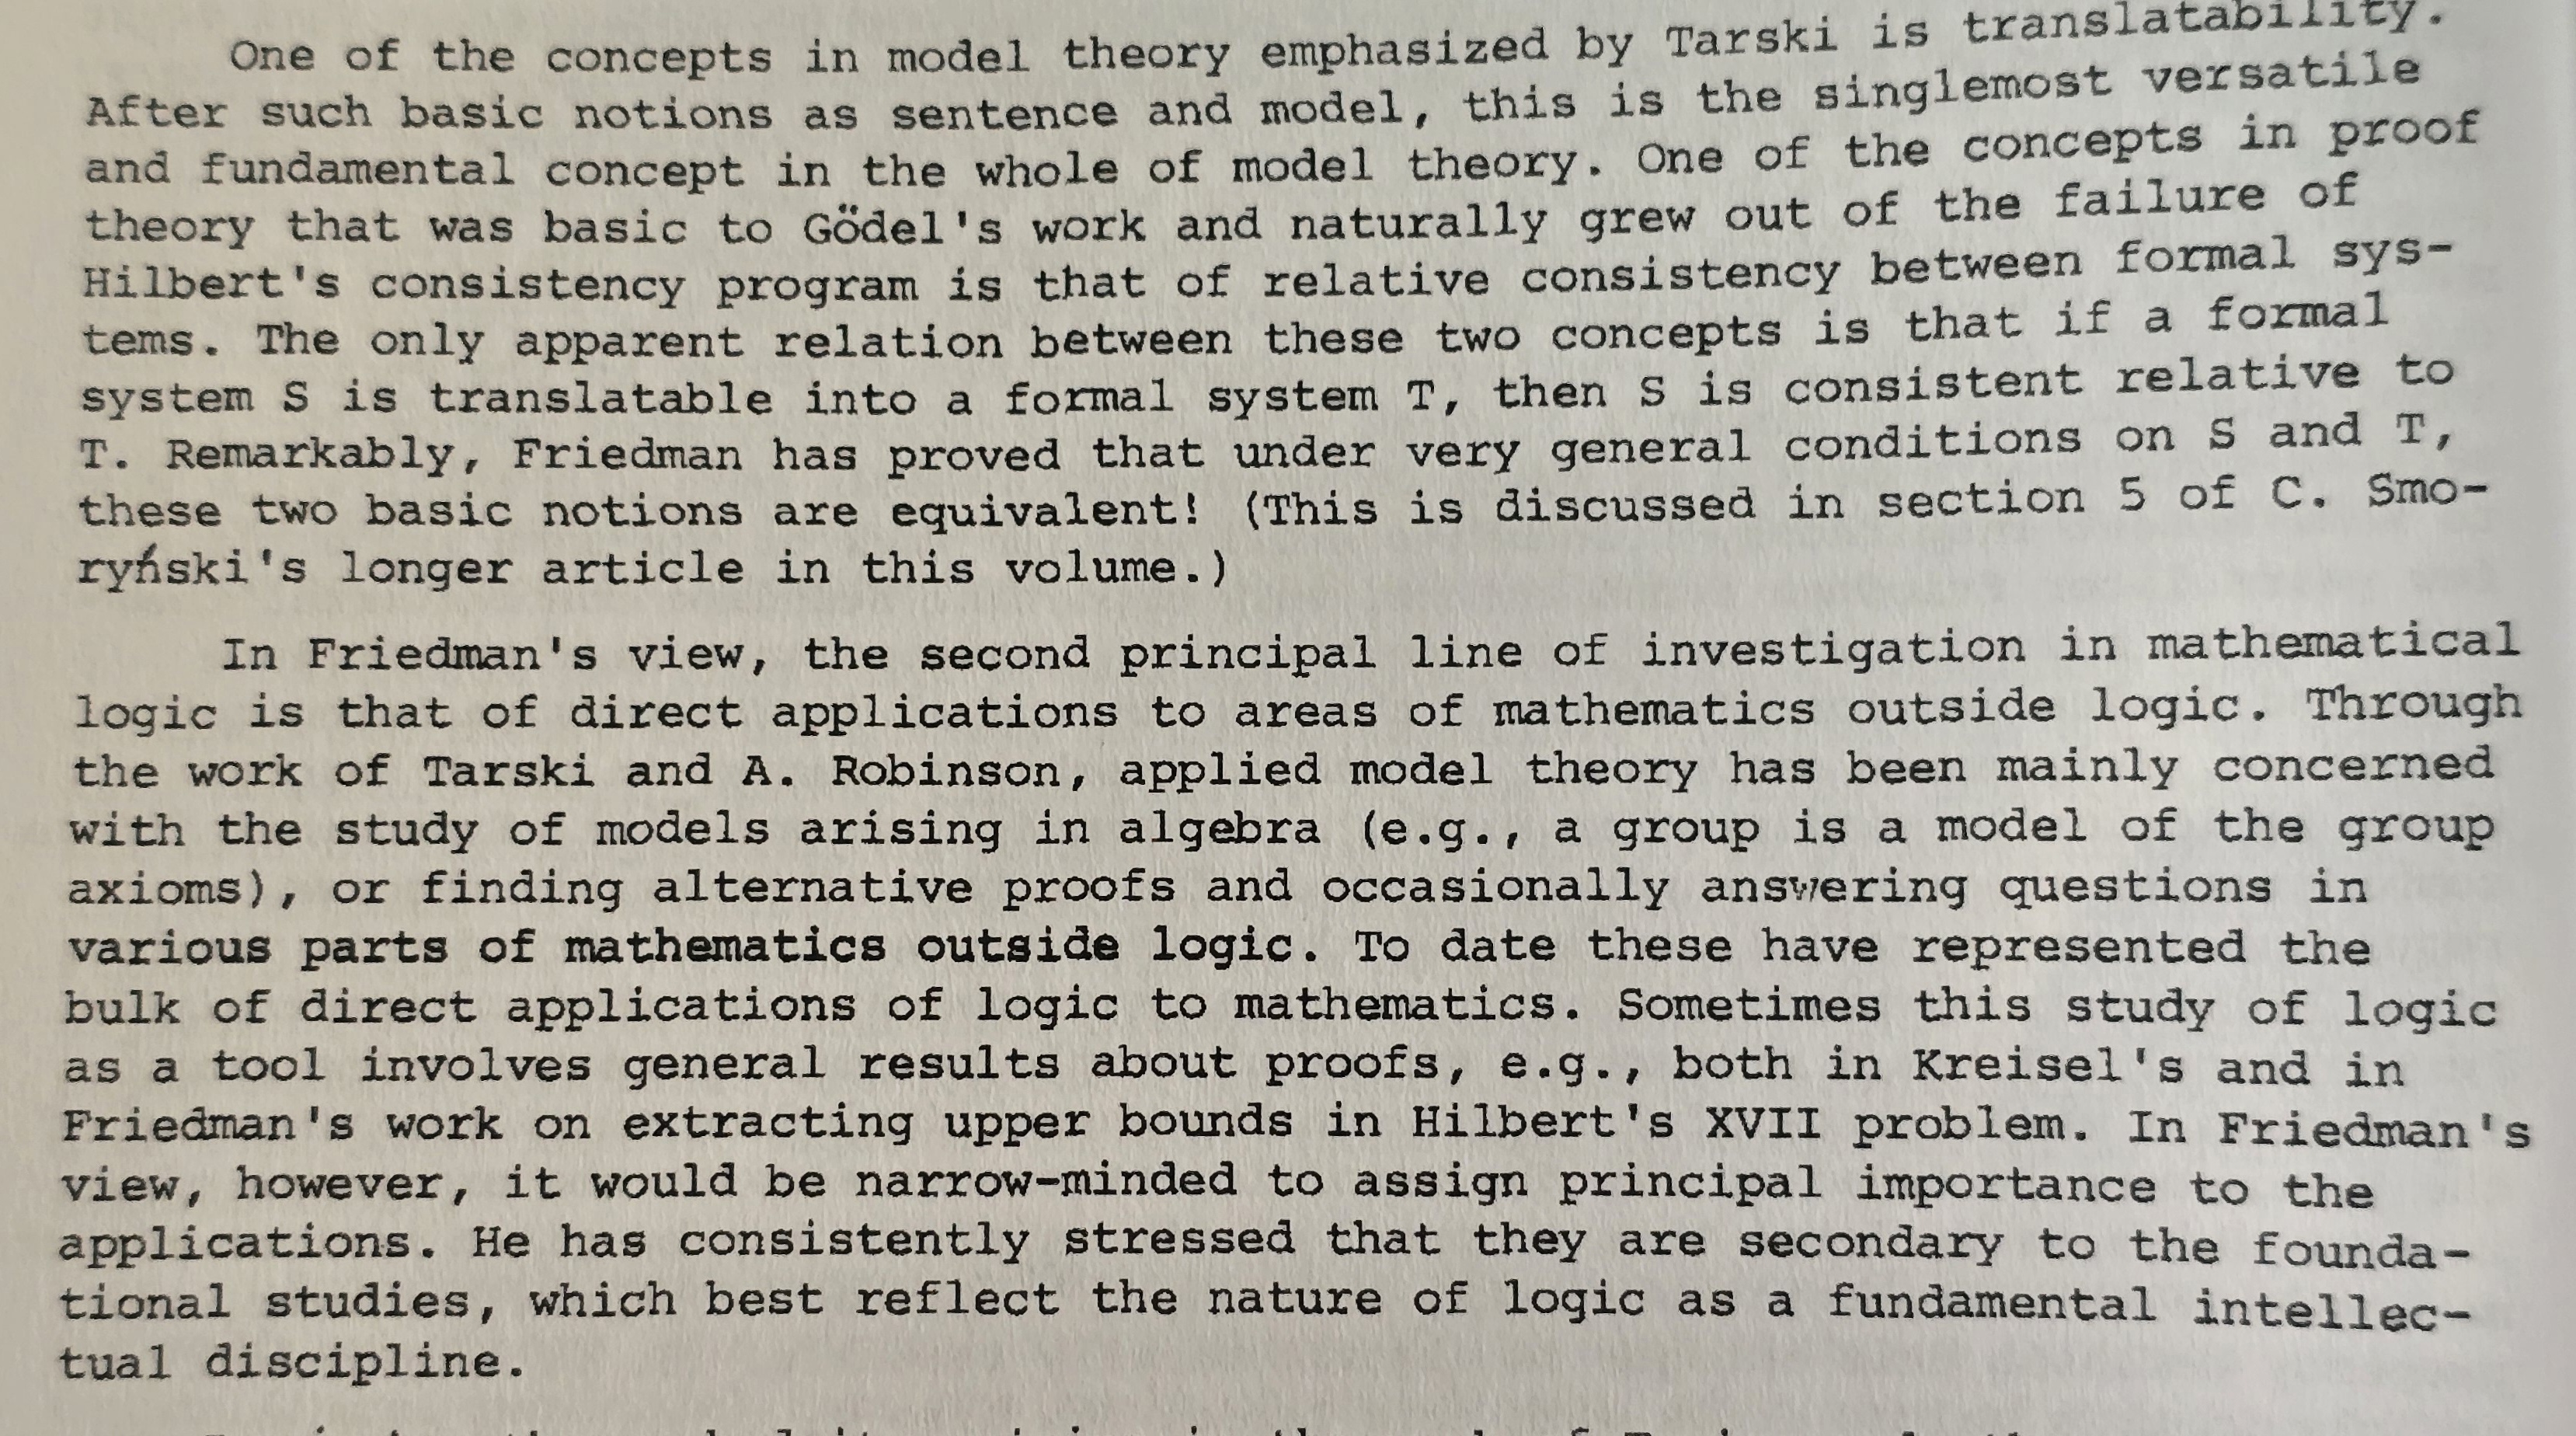 One of the concepts in model theory emphasized by Tarski is translatability.
After such basic notions as sentence and model, this is the singlemost versatile
and fundamental concept in the whole of model theory. One of the concepts in proof
theory that was basic to Gödel's work and naturally grew out of the failure of
Hilbert's consistency program is that of relative consistency between formal sys-
tems. The only apparent relation between these two concepts is that if a formal
system S is translatable into a formal system T, then S is consistent relative to
T. Remarkably, Friedman has proved that under very general conditions on S and T,
these two basic notions are equivalent! (This is discussed in section 5 of C. Smo-
ryński's longer article in this volume.)
In Friedman's view, the second principal line of investigation in mathematical
logic is that of direct applications to areas of mathematics outside logic. Through
the work of Tarski and A. Robinson, applied model theory has been mainly concerned
with the study of models arising in algebra (e.g., a group is a model of the group
axioms), or finding alternative proofs and occasionally answering questions in
various parts of mathematics outside logic. To date these have represented the
bulk of direct applications of logic to mathematics. Sometimes this study of logic
as a tool involves general results about proofs, e.g., both in Kreisel's and in
Friedman's work on extracting upper bounds in Hilbert's XVII problem. In Friedman's
view, however, it would be narrow-minded to assign principal importance to the
applications. He has consistently stressed that they are secondary to the founda-
tional studies, which best reflect the nature of logic as a fundamental intellec-
tual discipline.